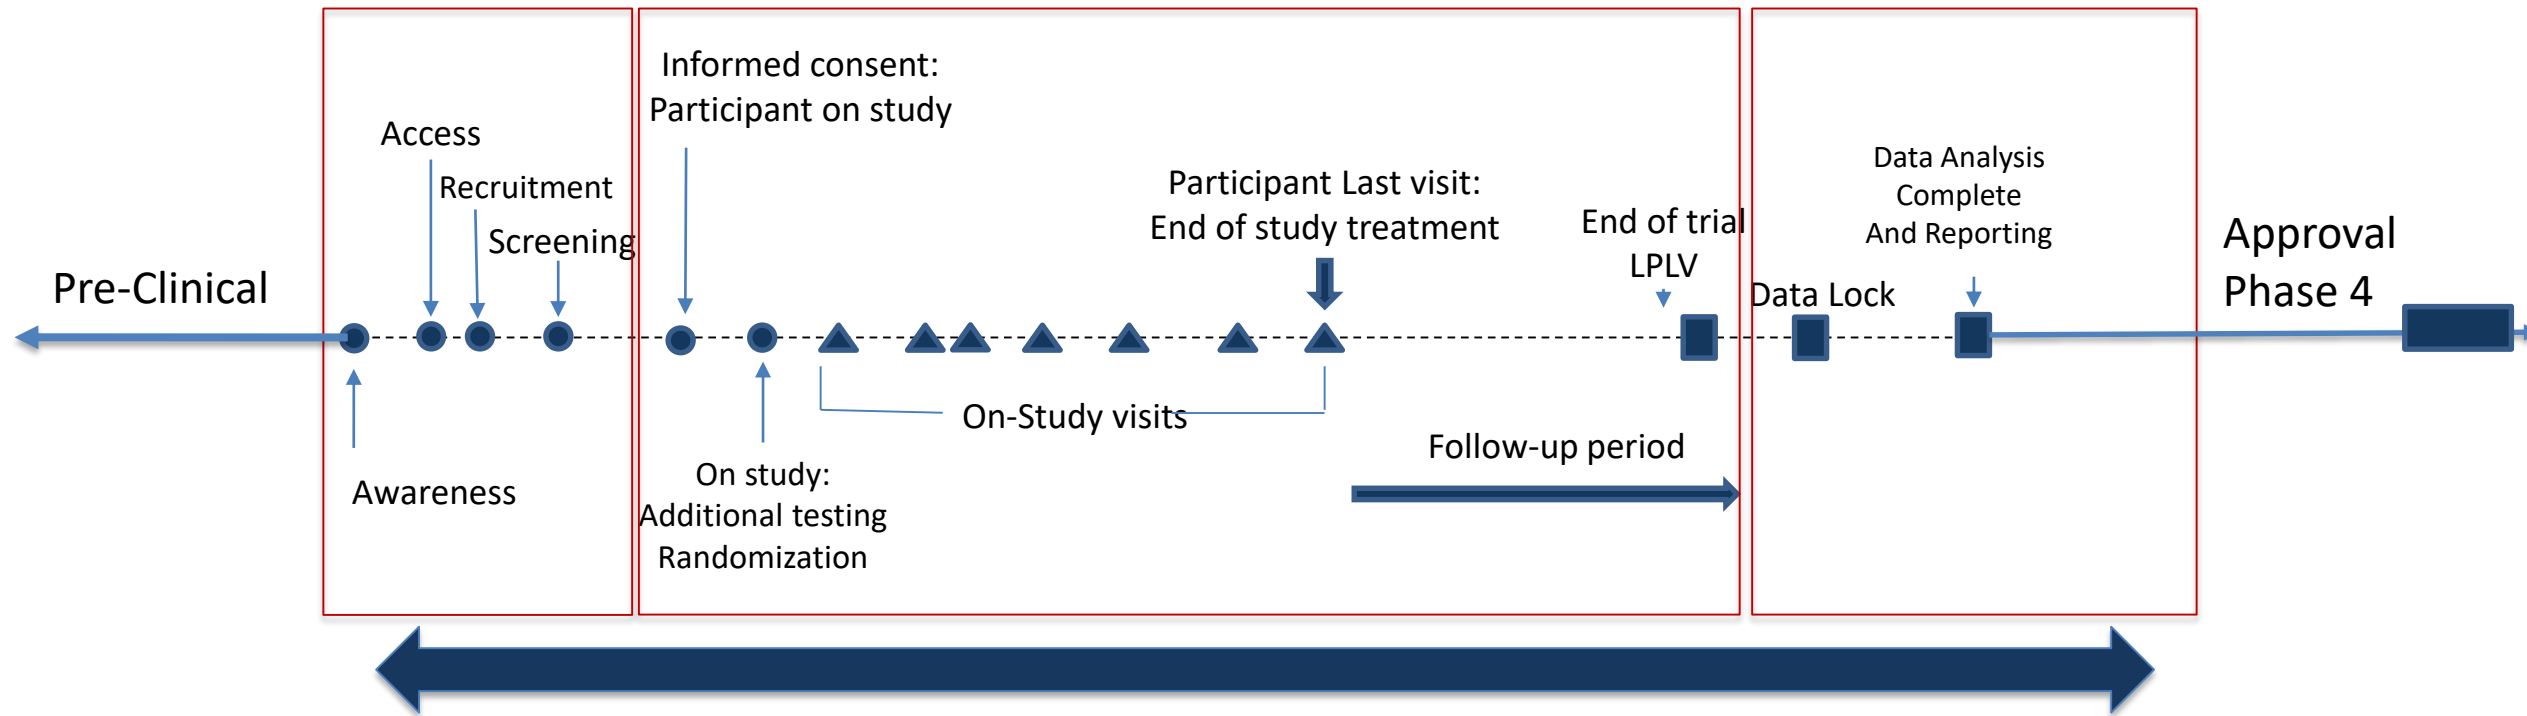 Pre-Clinical
Access
Recruitment
Screening
Awareness
Informed consent:
Participant on study
On study:
Additional testing
Randomization
On-Study visits
Participant Last visit:
End of study treatment
Follow-up period
End of trial
LPLV
Data Lock
Data Analysis
Complete
And Reporting
Approval
Phase 4